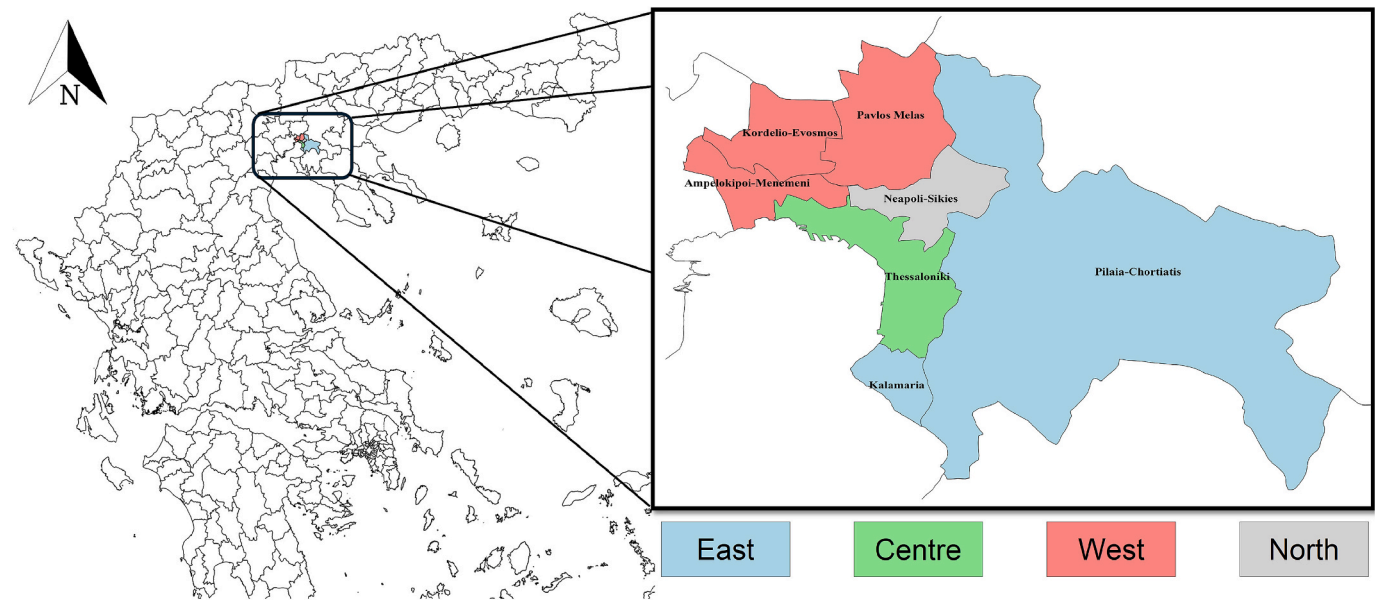 N
Pavlos Melas
Kordelio-Evosmos
Ampelokipoi-Menemeni
Neapoli-Sikies
Thessaloniki
Pilaia-Chortiatis
Kalamaria
East
Centre
West
North